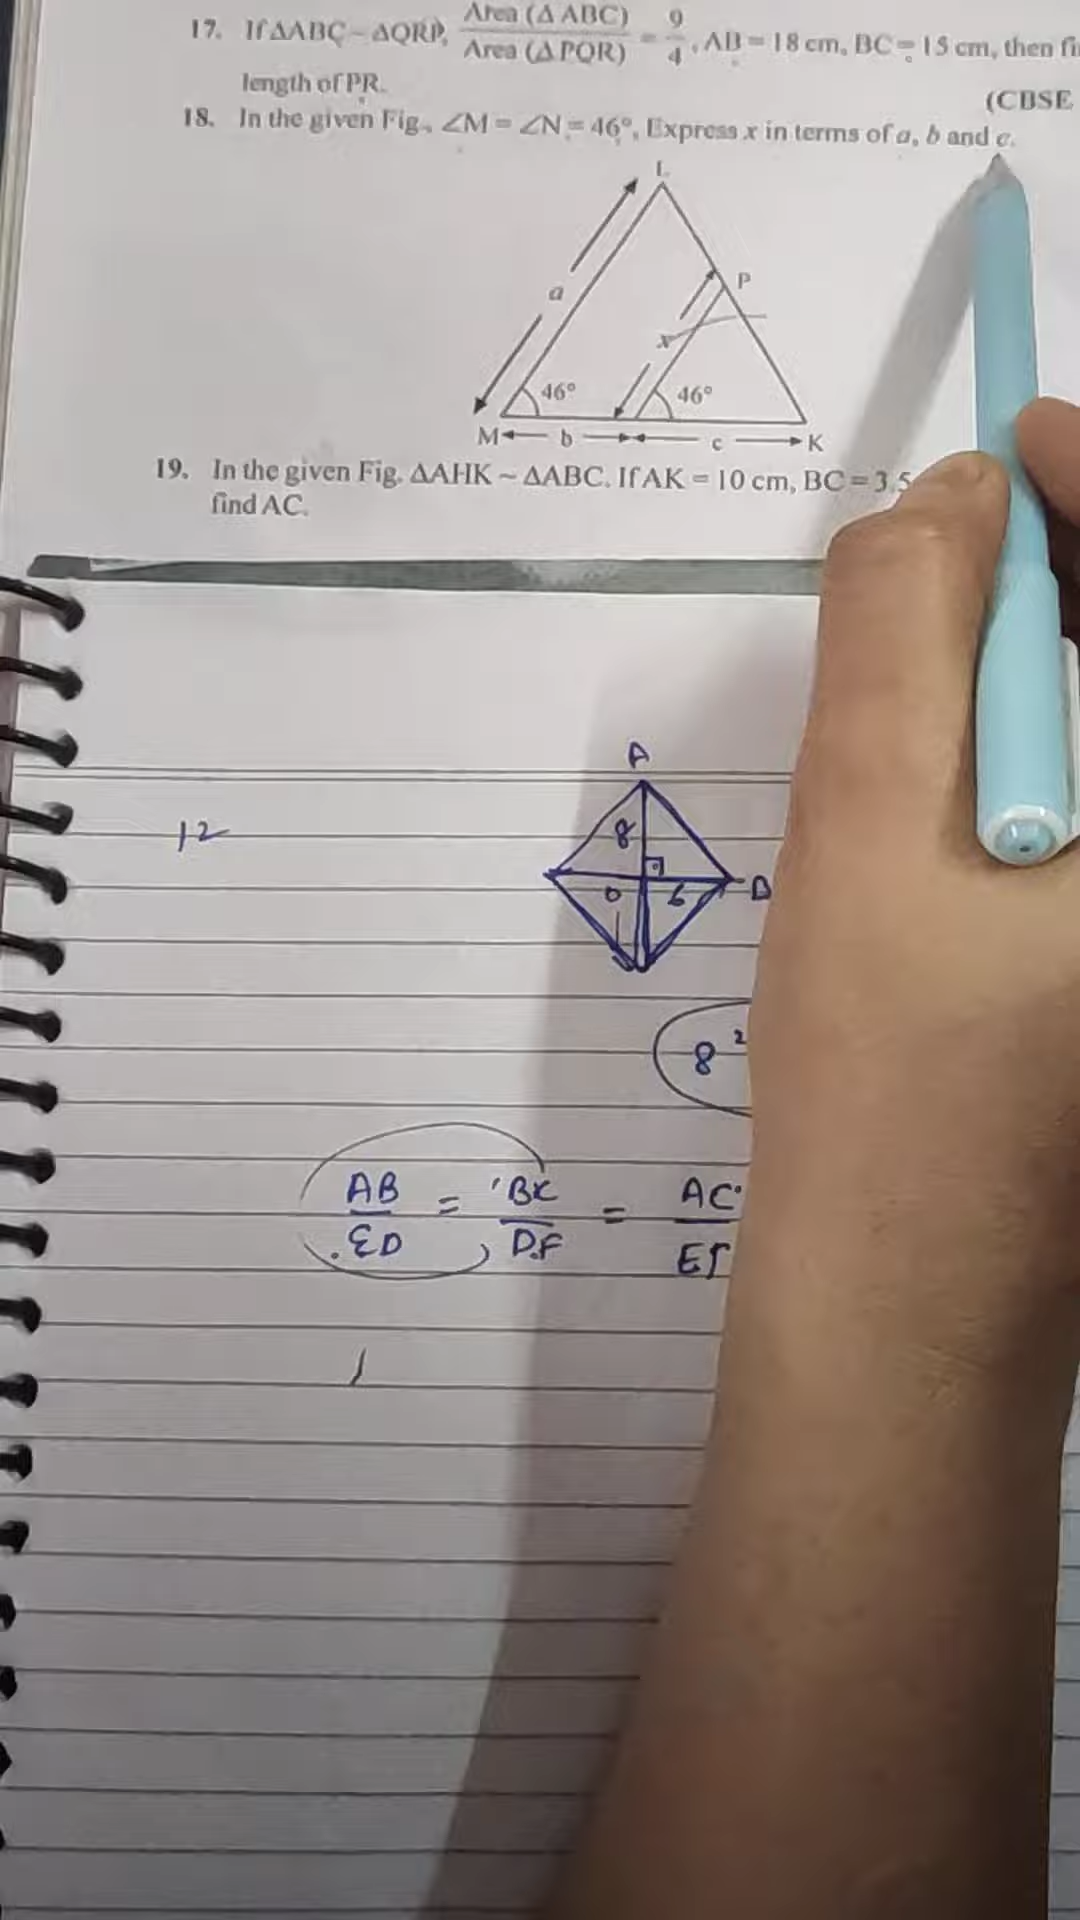 17. If ΔABC ~ ΔQRP, Area (Δ ABC) / Area (Δ PQR) = 9/4, AB = 18 cm, BC = 15 cm, then
length of PR.
(CBSE
18. In the given Fig., ∠M = ∠N = 46°, Express x in terms of a, b and c.
L
P
a
x
46° 46°
M b c K
19. In the given Fig. ΔAHK ~ ΔABC. If AK = 10 cm, BC = 3.5
find AC.
A
12 8
O 6 B
8²
AB = BC = AC
ED DF